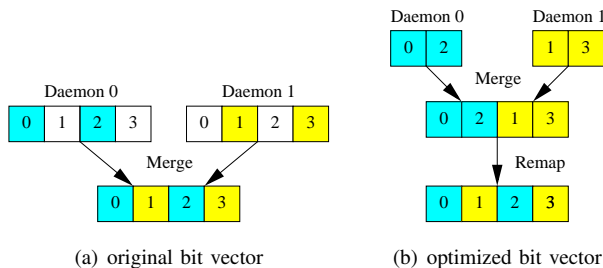 Daemon 0 Daemon 1
0 2 1 3
Merge
Daemon 0 Daemon 1
0 1 2 3 0 1 2 3
0 2 1 3
Merge
Remap
0 1 2 3
0 1 2 3
(a) original bit vector (b) optimized bit vector